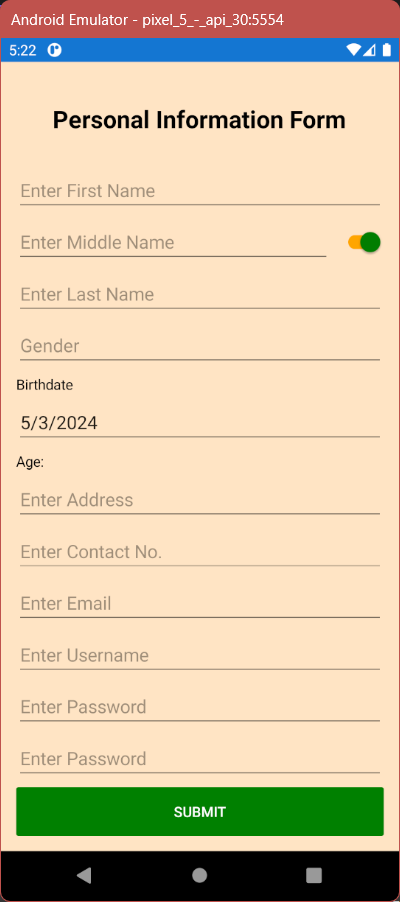 Android Emulator - pixel_5_-_api_30:5554
5:22
Personal Information Form
Enter First Name
Enter Middle Name
Enter Last Name
Gender
Birthdate
5/3/2024
Age:
Enter Address
Enter Contact No.
Enter Email
Enter Username
Enter Password
Enter Password
SUBMIT